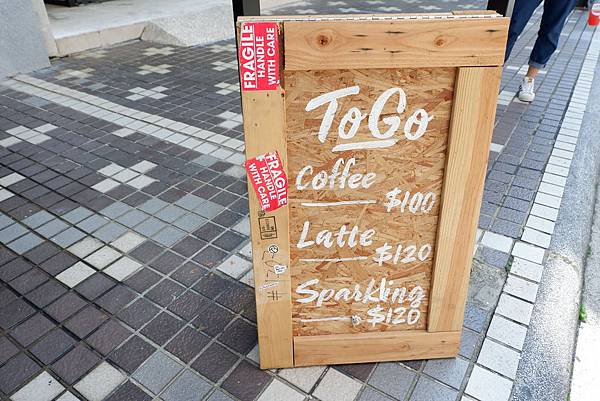 FRAGILE
HANDLE
WITH CARE
ToGo
Coffee
$100
FRAGILE
HANDLE
WITH CARE
Latte
$120
Sparkling
$120